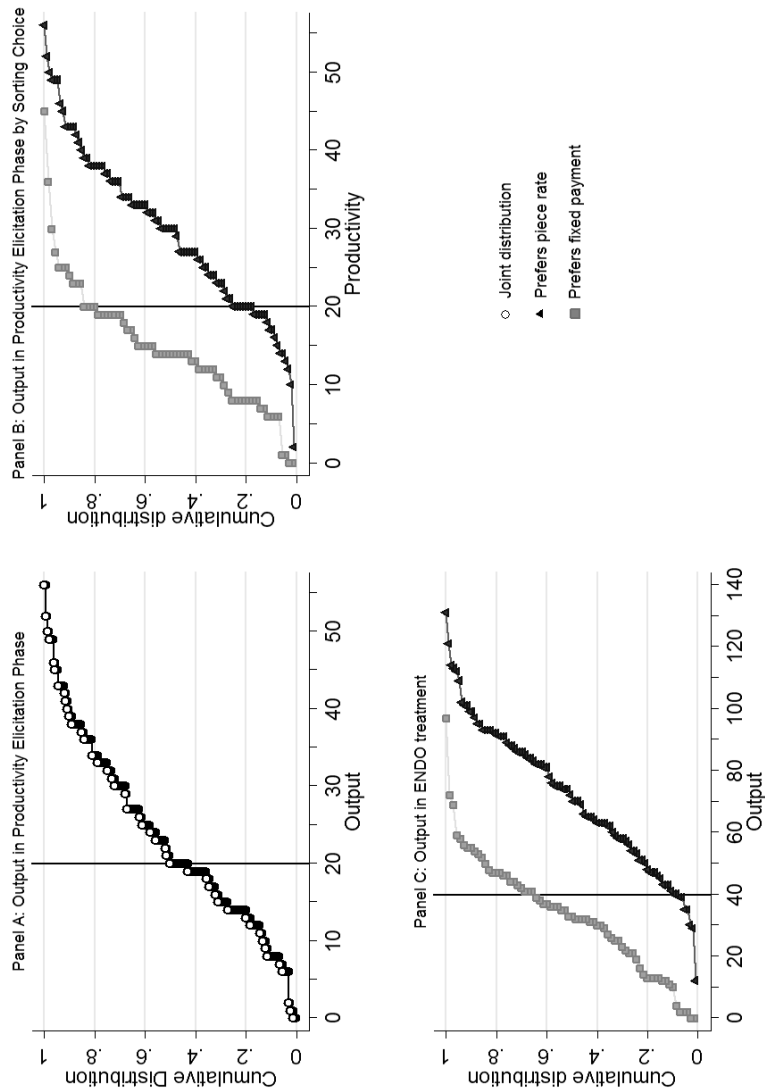 Panel A: Output in Productivity Elicitation Phase
Cumulative Distribution
0 .2 .4 .6 .8 1
0 10 20 30 40 50
Output
Panel B: Output in Productivity Elicitation Phase by Sorting Choice
Cumulative distribution
0 .2 .4 .6 .8 1
0 10 20 30 40 50
Productivity
Panel C: Output in ENDO treatment
Cumulative distribution
0 .2 .4 .6 .8 1
0 20 40 60 80 100 120 140
Output
Joint distribution
Prefers piece rate
Prefers fixed payment